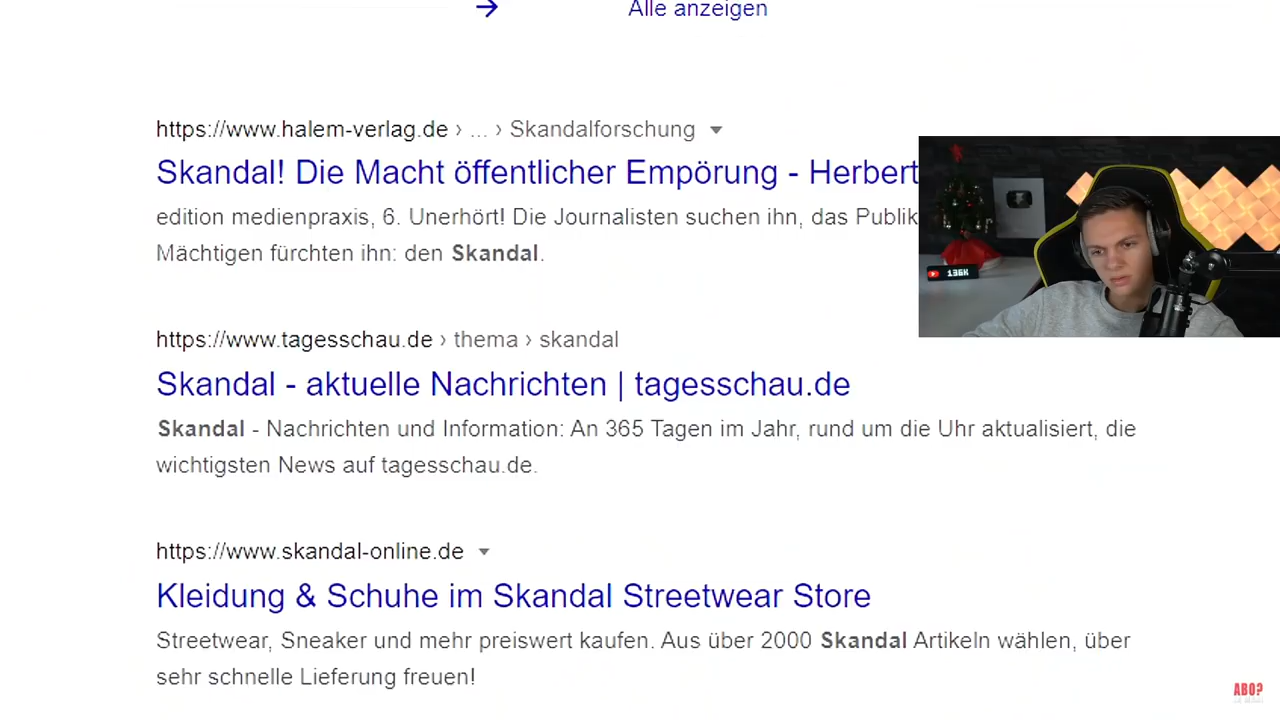 Alle anzeigen
https://www.halem-verlag.de › ... › Skandalforschung
Skandal! Die Macht öffentlicher Empörung - Herbert
edition medienpraxis, 6. Unerhört! Die Journalisten suchen ihn, das Publik
Mächtigen fürchten ihn: den Skandal.
136K
https://www.tagesschau.de › thema › skandal
Skandal - aktuelle Nachrichten | tagesschau.de
Skandal - Nachrichten und Information: An 365 Tagen im Jahr, rund um die Uhr aktualisiert, die
wichtigsten News auf tagesschau.de.
https://www.skandal-online.de
Kleidung & Schuhe im Skandal Streetwear Store
Streetwear, Sneaker und mehr preiswert kaufen. Aus über 2000 Skandal Artikeln wählen, über
sehr schnelle Lieferung freuen!
ABO?